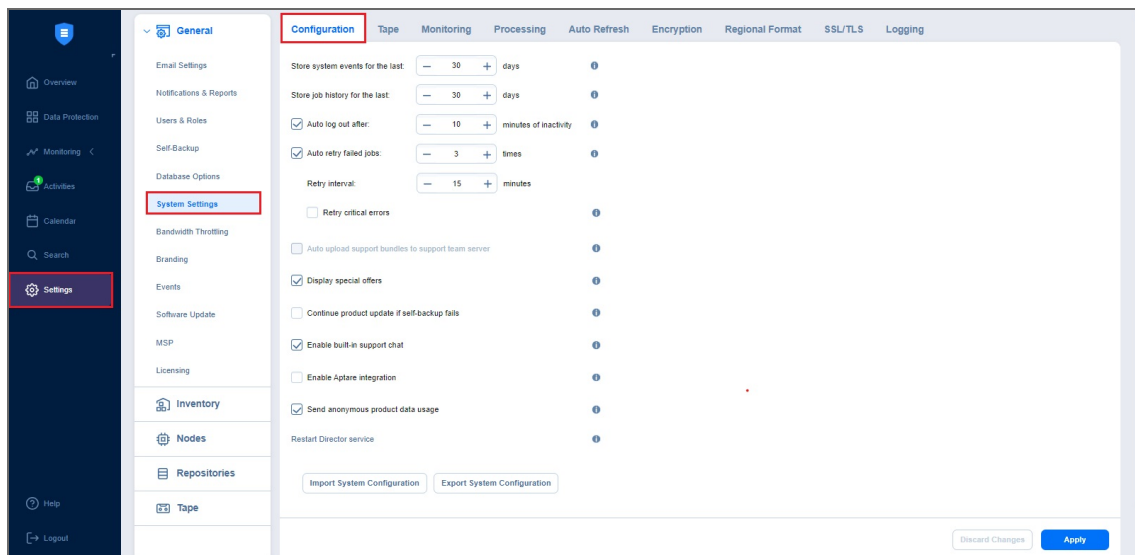 Overview
Data Protection
Monitoring
1
Activities
Calendar
Search
Settings
Help
Logout
General
Email Settings
Notifications & Reports
Users & Roles
Self-Backup
Database Options
System Settings
Bandwidth Throttling
Branding
Events
Software Update
MSP
Licensing
Inventory
Nodes
Repositories
Tape
Configuration Tape Monitoring Processing Auto Refresh Encryption Regional Format SSL/TLS Logging
Store system events for the last: − 30 + days
Store job history for the last: − 30 + days
Auto log out after: − 10 + minutes of inactivity
Auto retry failed jobs: − 3 + times
Retry interval: − 15 + minutes
Retry critical errors
Auto upload support bundles to support team server
Display special offers
Continue product update if self-backup fails
Enable built-in support chat
Enable Aptare integration
Send anonymous product data usage
Restart Director service
Import System Configuration Export System Configuration
Discard Changes Apply